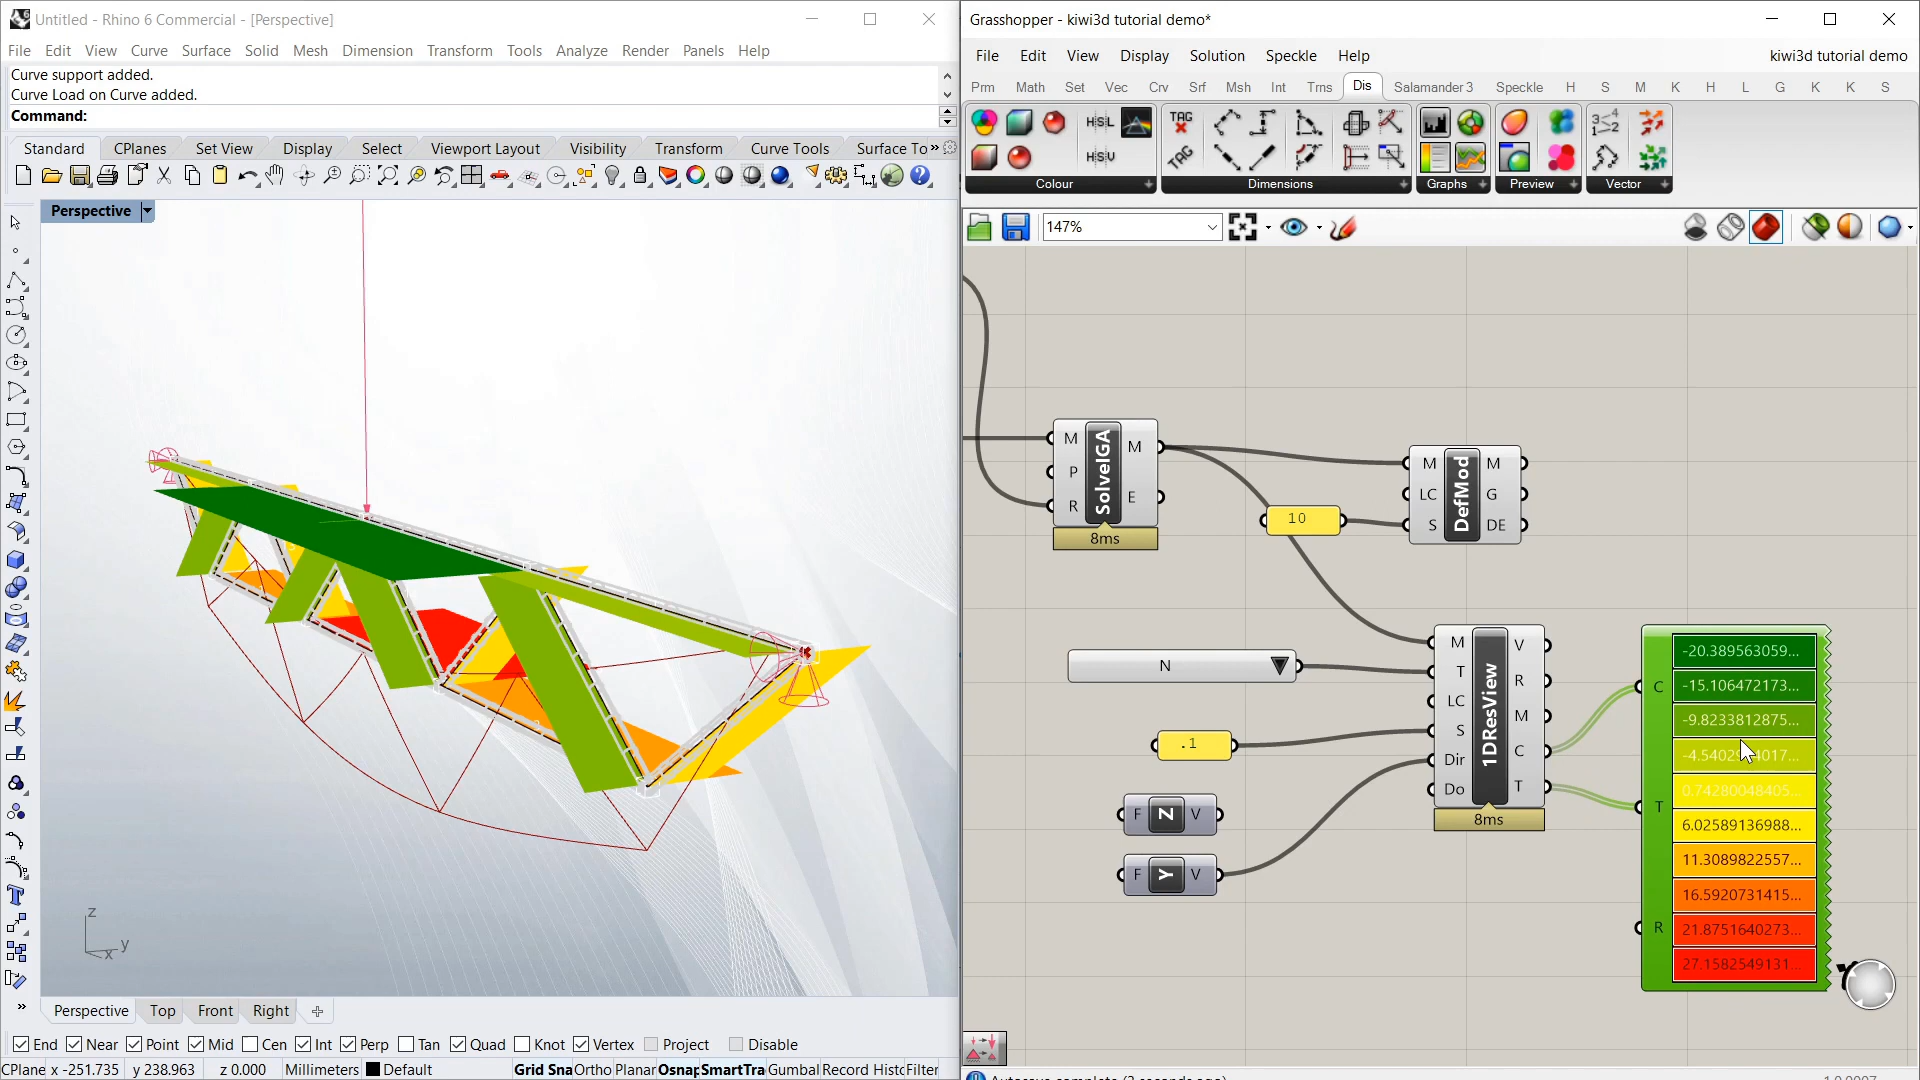 Untitled - Rhino 6 Commercial - [Perspective]
File Edit View Curve Surface Solid Mesh Dimension Transform Tools Analyze Render Panels Help
Curve support added.
Curve Load on Curve added.
Command:
Standard CPlanes Set View Display Select Viewport Layout Visibility Transform Curve Tools Surface To »
Perspective
z
y
x
Perspective Top Front Right
End Near Point Mid Cen Int Perp Tan Quad Knot Vertex Project Disable
CPlane x -251.735 y 238.963 z 0.000 Millimeters Default Grid Sna Ortho Planar Osnap SmartTra Gumbal Record Histo Filter
Grasshopper - kiwi3d tutorial demo*
File Edit View Display Solution Speckle Help kiwi3d tutorial demo
Prm Math Set Vec Crv Srf Msh Int Trns Dis Salamander 3 Speckle H S M K H L G K K S
HSL
HSV
TAG
TAG
Colour Dimensions Graphs Preview Vector
147%
M P R SolveIGA M E
8ms
10
M LC S DefMod M G DE
N
.1
F Z V
F Y V
M T LC S Dir Do 1DResView V R M C T
8ms
C T R
-20.389563059...
-15.106472173...
-9.8233812875...
0.74280048405...
6.02589136988...
11.3089822557...
16.5920731415...
21.8751640273...
27.1582549131...